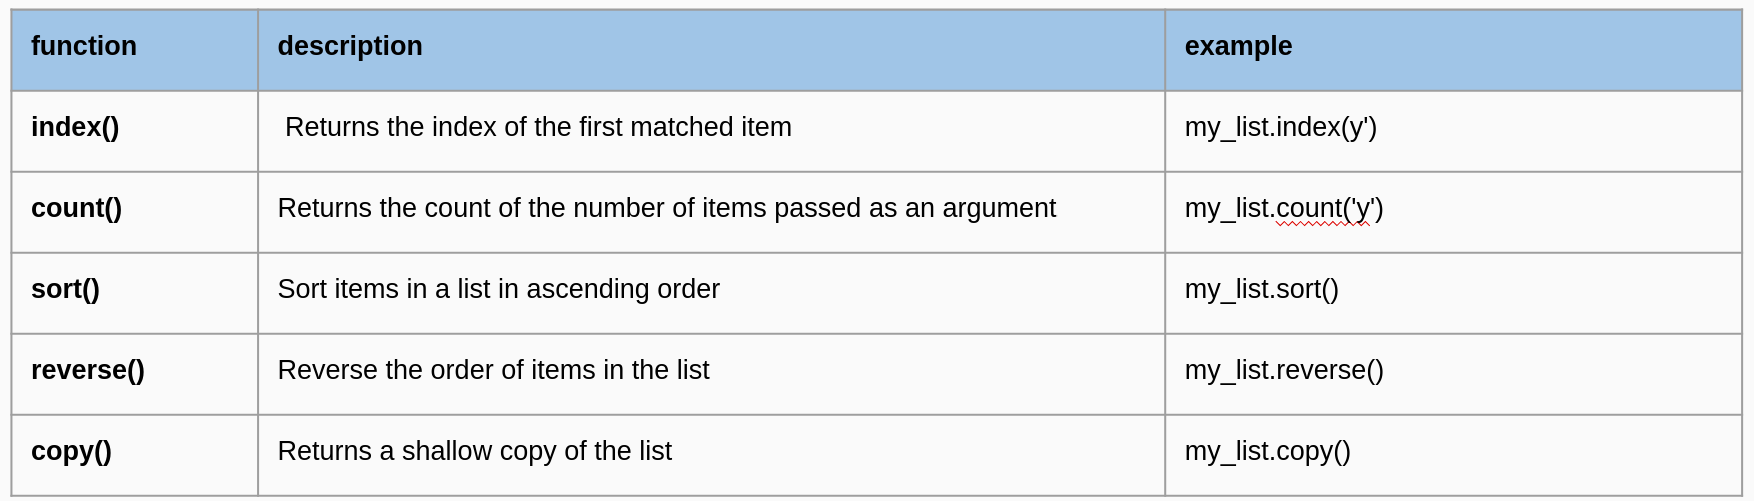 function description example
index() Returns the index of the first matched item my_list.index(y')
count() Returns the count of the number of items passed as an argument my_list.count('y')
sort() Sort items in a list in ascending order my_list.sort()
reverse() Reverse the order of items in the list my_list.reverse()
copy() Returns a shallow copy of the list my_list.copy()